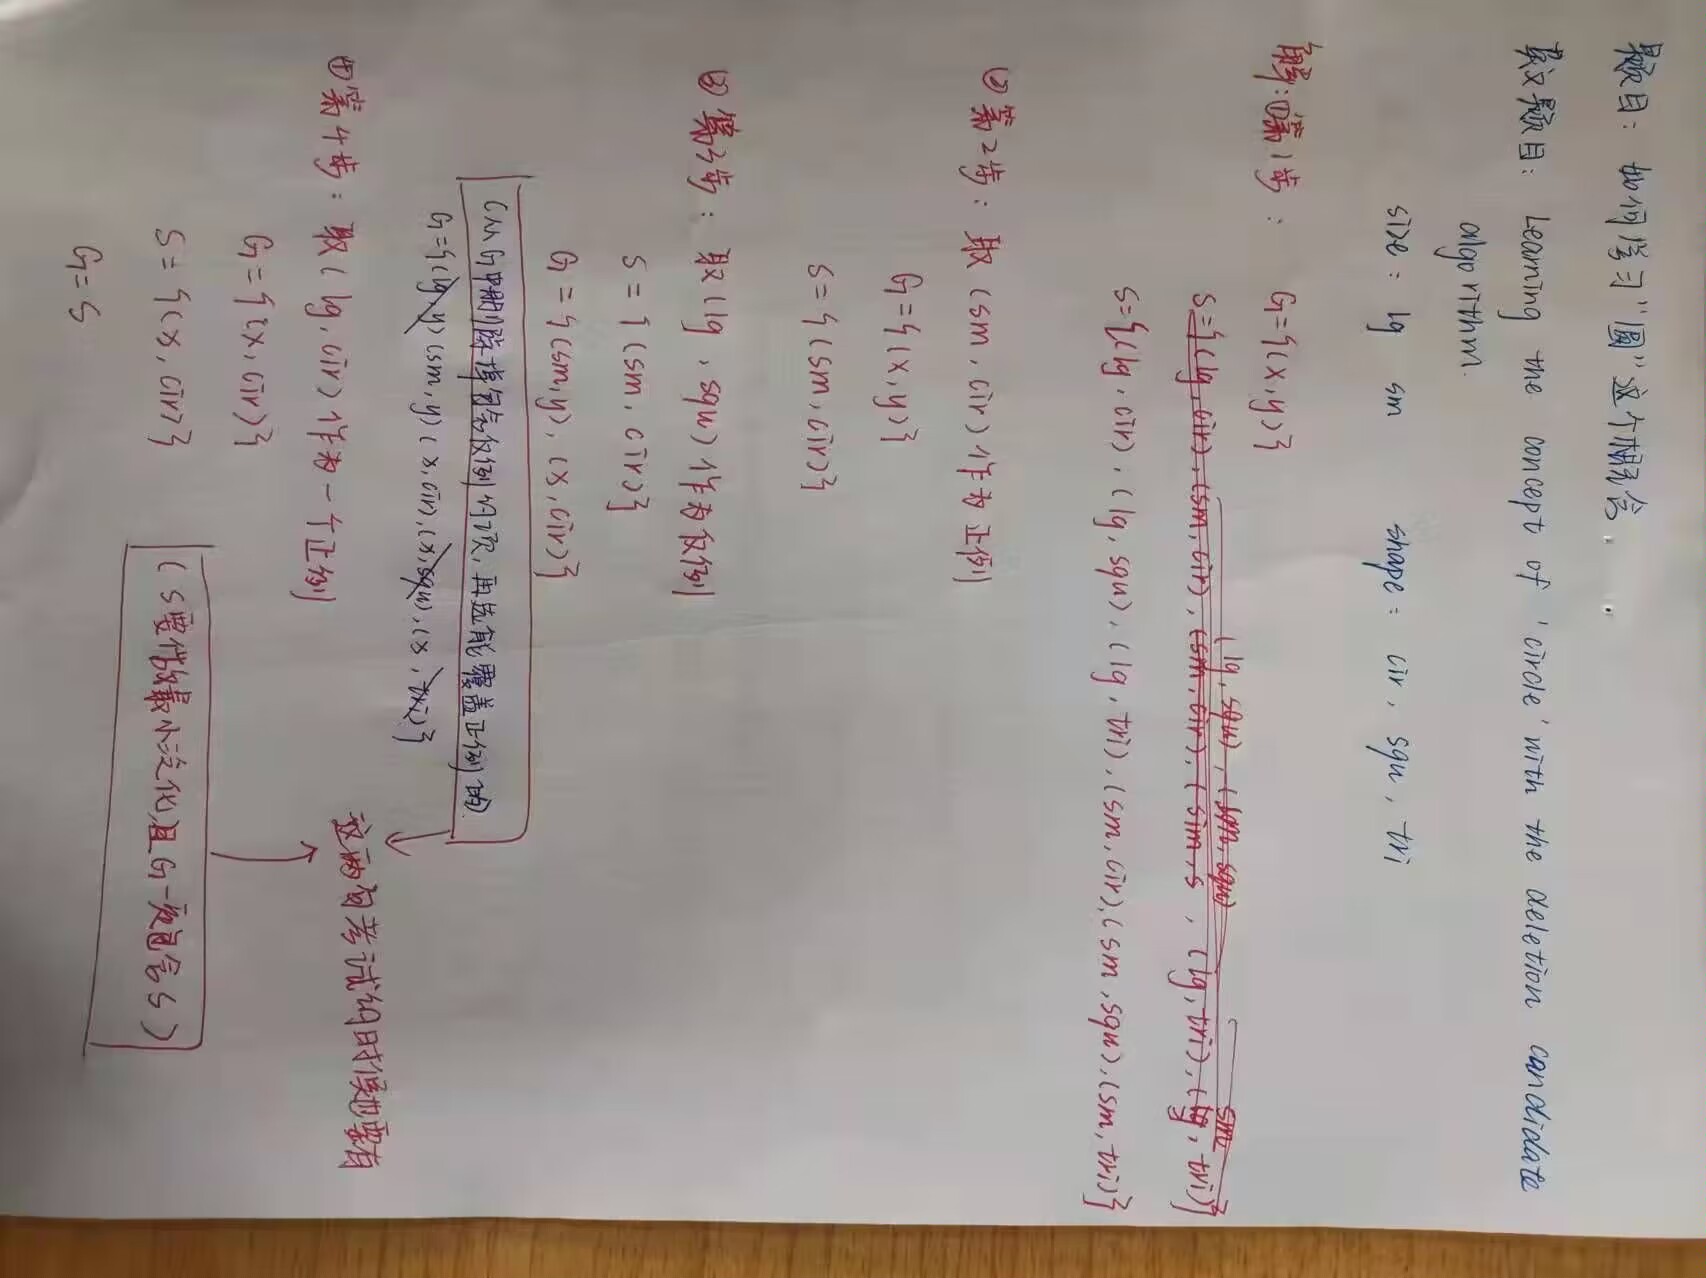 题目：如何学习“圆”这个概念.
英文题目：Learning the concept of 'circle' with the deletion candidate
algorithm.
size: lg sm shape: cir, squ, tri
解:①第1步: G={(x,y)}
(lg,squ),(sm,squ) sm
S={(lg,cir),(sm,cir),(sm,cir),(sim,s,(lg,tri),(lg,tri)}
S={(lg,cir),(lg,squ),(lg,tri),(sm,cir),(sm,squ),(sm,tri)}
②第2步: 取(sm,cir)作为正例
G={(x,y)}
S={(sm,cir)}
③第3步: 取(lg,squ)作为反例
S={(sm,cir)}
G={(sm,y),(x,cir)}
(从G中删除掉包含反例的项,再选能覆盖正例的.
G={(lg,y)(sm,y)(x,cir),(x,squ),(x,tri)}
这两句考试的时候也要有
④第4步: 取(lg,cir)作为一个正例
G={(x,cir)}
S={(x,cir)}
(S要做最小泛化,且G一定包含S)
G=S